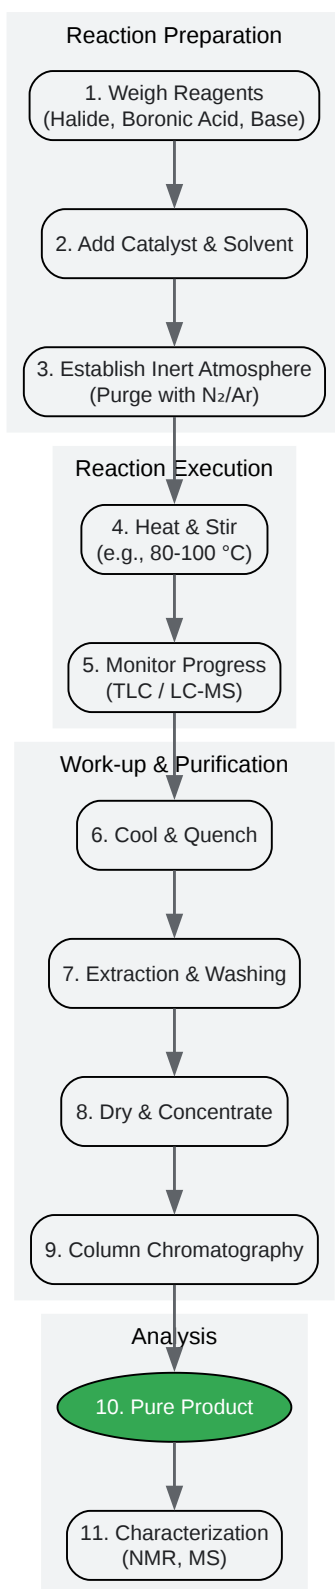 Reaction Preparation
1. Weigh Reagents
(Halide, Boronic Acid, Base)
2. Add Catalyst & Solvent
3. Establish Inert Atmosphere
(Purge with N₂/Ar)
Reaction Execution
4. Heat & Stir
(e.g., 80-100 °C)
5. Monitor Progress
(TLC / LC-MS)
Work-up & Purification
6. Cool & Quench
7. Extraction & Washing
8. Dry & Concentrate
9. Column Chromatography
Analysis
10. Pure Product
11. Characterization
(NMR, MS)